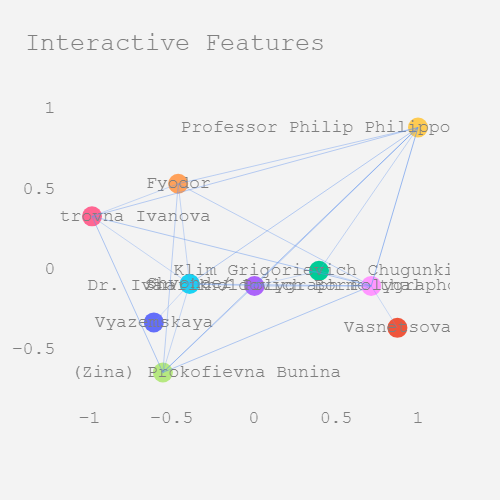 Interactive Features
1
Professor Philip Philippo
0.5
Fyodor
trovna Ivanova
0
Klim Grigorievich Chugunki
Dr. Iva
Vyazemskaya
Vasnetsova
−0.5
(Zina) Prokofievna Bunina
−1
−0.5
0
0.5
1